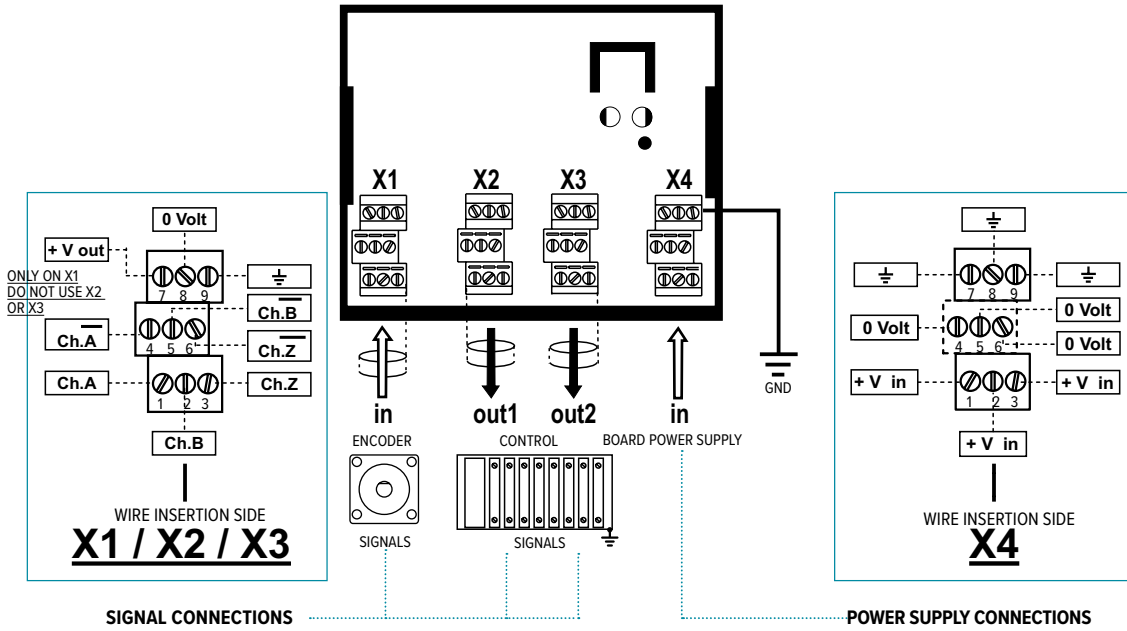 X1 X2 X3 X4
0 Volt
+ V out
ONLY ON X1
DO NOT USE X2
OR X3
7 8 9
⏚
Ch.B̅
Ch.A̅
4 5 6
Ch.Z̅
Ch.A
1 2 3
Ch.Z
Ch.B
WIRE INSERTION SIDE
X1 / X2 / X3
in out1 out2 in
ENCODER CONTROL BOARD POWER SUPPLY
SIGNALS SIGNALS
GND
⏚
⏚ ⏚
7 8 9
0 Volt
0 Volt
4 5 6
0 Volt
+ V in + V in
1 2 3
+ V in
WIRE INSERTION SIDE
X4
SIGNAL CONNECTIONS POWER SUPPLY CONNECTIONS